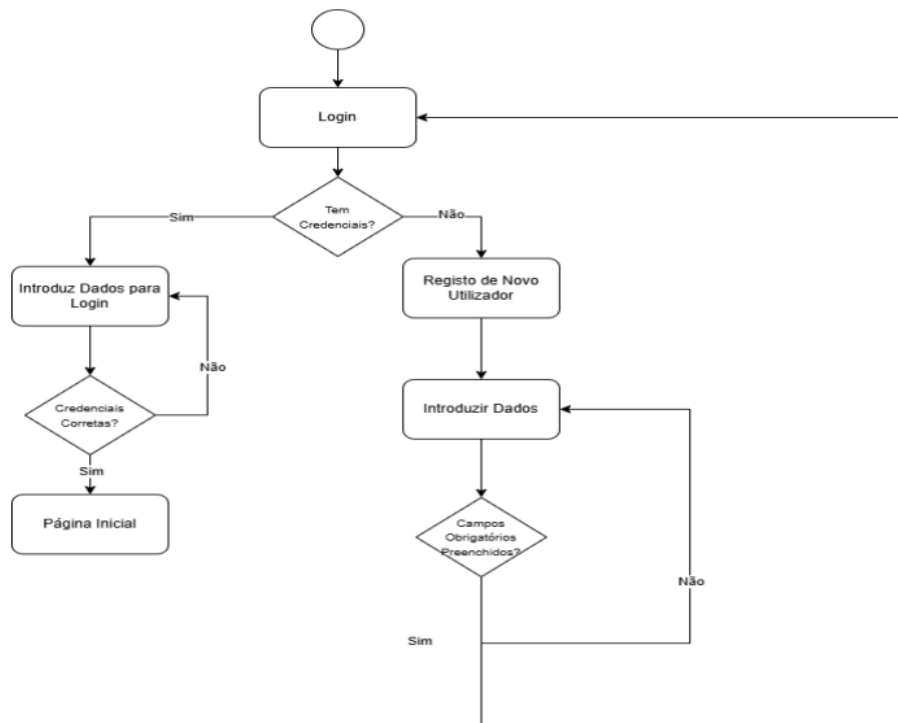 Login
Tem
Credenciais?
Sim
Não
Introduz Dados para
Login
Registo de Novo
Utilizador
Não
Introduzir Dados
Credenciais
Corretas?
Sim
Página Inicial
Campos
Obrigatórios
Preenchidos?
Não
Sim